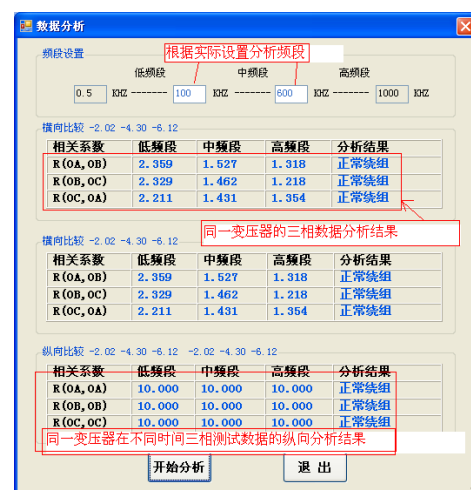 数据分析
频段设置
根据实际设置分析频段
低频段 中频段 高频段
0.5 KHZ ------- 100 KHZ ------- 600 KHZ ------- 1000 KHZ
横向比较 -2.02 -4.30 -6.12
相关系数 低频段 中频段 高频段 分析结果
R(OA,OB) 2.359 1.527 1.318 正常绕组
R(OB,OC) 2.329 1.462 1.218 正常绕组
R(OC,OA) 2.211 1.431 1.354 正常绕组
同一变压器的三相数据分析结果
横向比较 -2.02 -4.30 -6.12
相关系数 低频段 中频段 高频段 分析结果
R(OA,OB) 2.359 1.527 1.318 正常绕组
R(OB,OC) 2.329 1.462 1.218 正常绕组
R(OC,OA) 2.211 1.431 1.354 正常绕组
纵向比较 -2.02 -4.30 -6.12 -2.02 -4.30 -6.12
相关系数 低频段 中频段 高频段 分析结果
R(OA,OA) 10.000 10.000 10.000 正常绕组
R(OB,OB) 10.000 10.000 10.000 正常绕组
R(OC,OC) 10.000 10.000 10.000 正常绕组
同一变压器在不同时间三相测试数据的纵向分析结果
开始分析 退 出